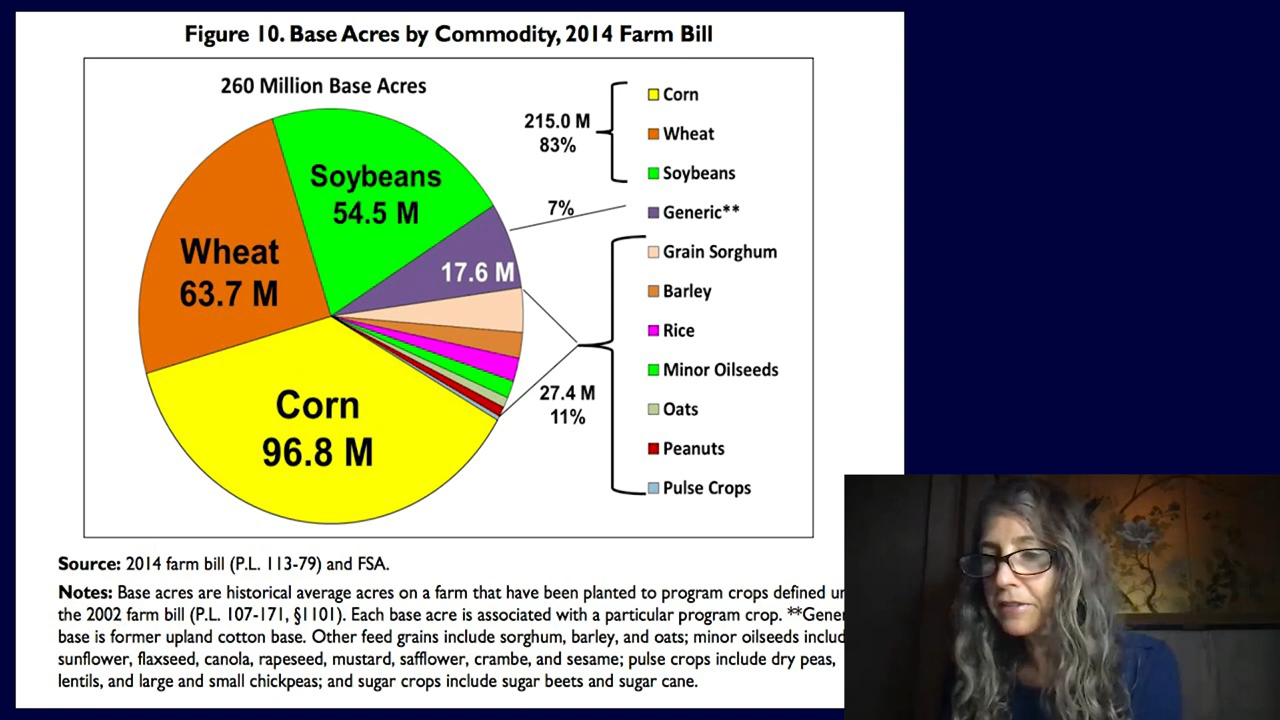 Figure 10. Base Acres by Commodity, 2014 Farm Bill
260 Million Base Acres
Soybeans
54.5 M
Wheat
63.7 M
Corn
96.8 M
17.6 M
215.0 M
83%
7%
27.4 M
11%
Corn
Wheat
Soybeans
Generic**
Grain Sorghum
Barley
Rice
Minor Oilseeds
Oats
Peanuts
Pulse Crops
Source: 2014 farm bill (P.L. 113-79) and FSA.
Notes: Base acres are historical average acres on a farm that have been planted to program crops defined
the 2002 farm bill (P.L. 107-171, §1101). Each base acre is associated with a particular program crop.
base is former upland cotton base. Other feed grains include sorghum, barley, and oats; minor oilseeds
sunflower, flaxseed, canola, rapeseed, mustard, safflower, crambe, and sesame; pulse crops include dry peas,
lentils, and large and small chickpeas; and sugar crops include sugar beets and sugar cane.